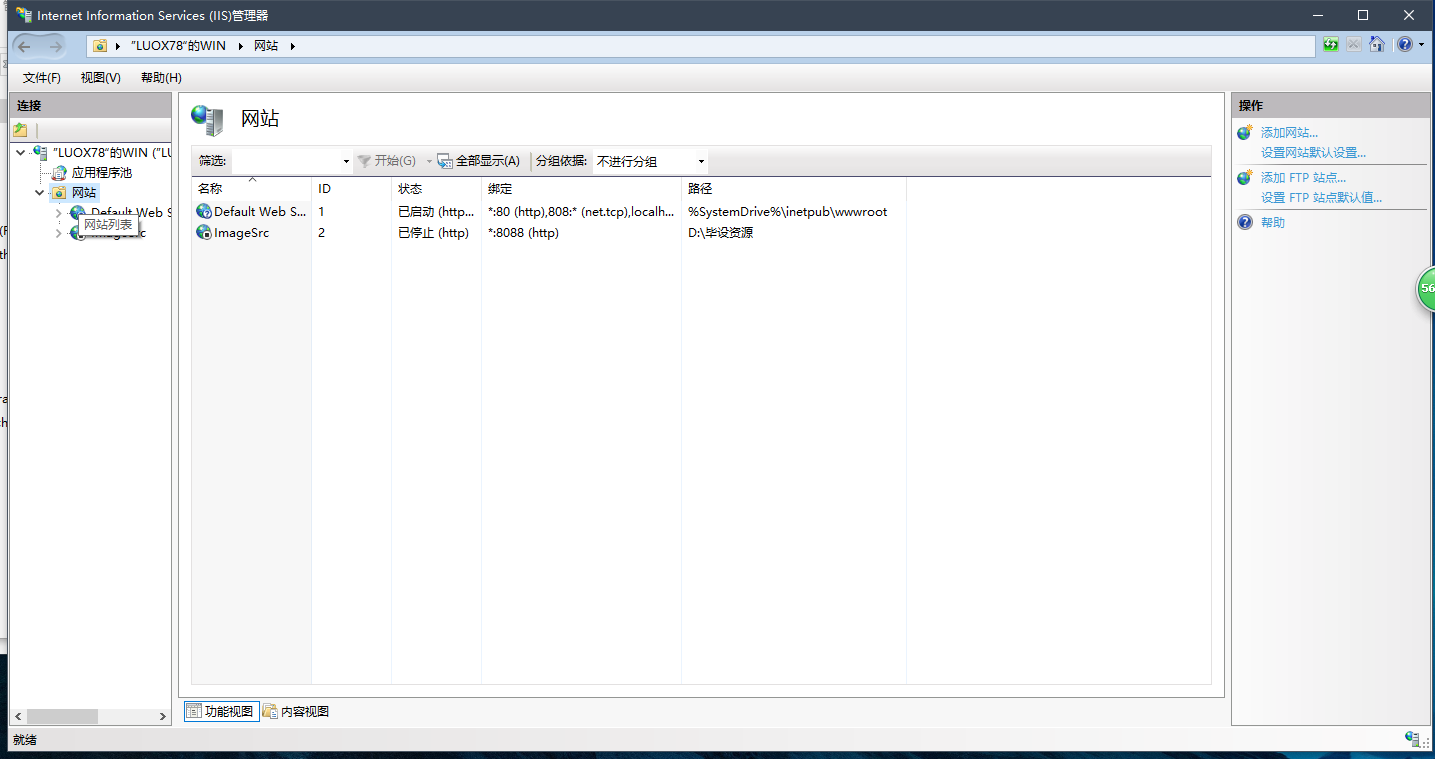 Internet Information Services (IIS)管理器
"LUOX78"的WIN 网站
文件(F) 视图(V) 帮助(H)
连接
"LUOX78"的WIN ("LU
应用程序池
网站
Default Web S
网站列表
网站
筛选: 开始(G) 全部显示(A) 分组依据: 不进行分组
名称 ID 状态 绑定 路径
Default Web S... 1 已启动 (http... *:80 (http),808:* (net.tcp),localh... %SystemDrive%\inetpub\wwwroot
ImageSrc 2 已停止 (http) *:8088 (http) D:\毕设资源
功能视图 内容视图
操作
添加网站...
设置网站默认设置...
添加 FTP 站点...
设置 FTP 站点默认值...
帮助
56
就绪